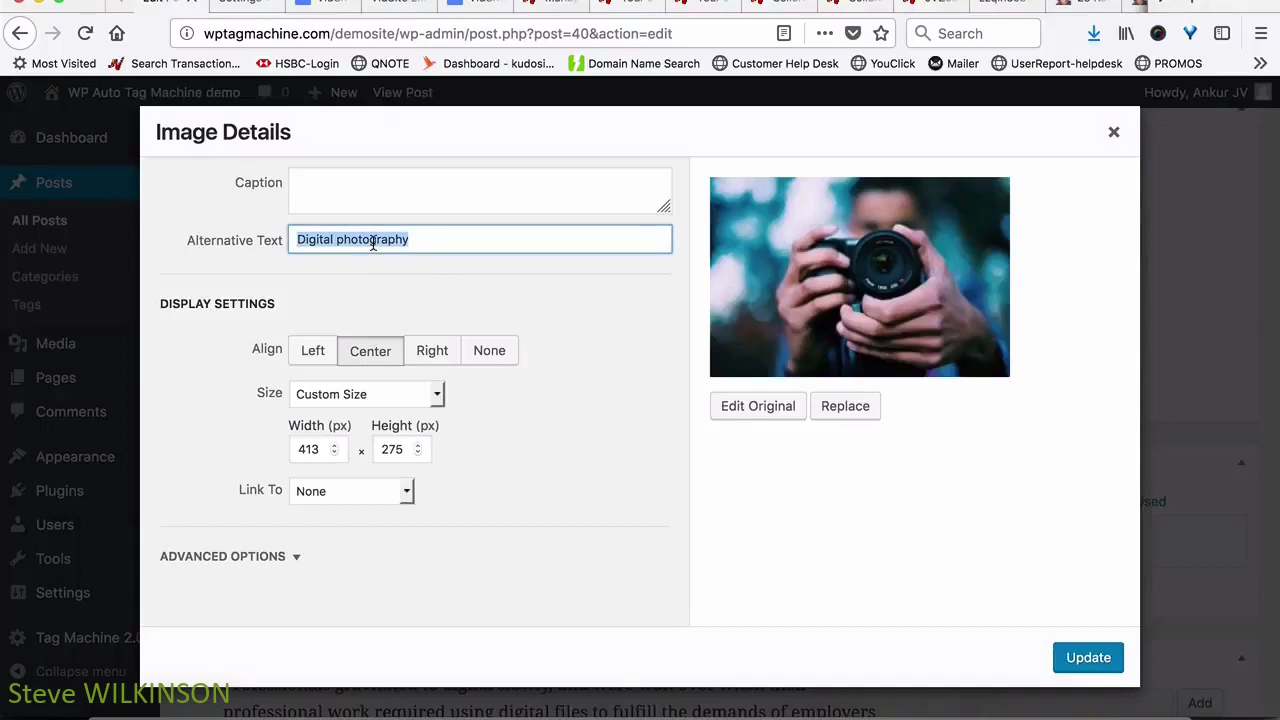 wptagmachine.com/demosite/wp-admin/post.php?post=40&action=edit
Search
Most Visited
Search Transaction...
HSBC-Login
QNOTE
Dashboard - kudosi...
Domain Name Search
Customer Help Desk
YouClick
Mailer
UserReport-helpdesk
PROMOS
WP Auto Tag Machine demo
0
New
View Post
Howdy, Ankur JV
Dashboard
Posts
All Posts
Add New
Categories
Tags
Media
Pages
Comments
Appearance
Plugins
Users
Tools
Settings
Tag Machine 2.0
Collapse menu
Image Details
Caption
Alternative Text
Digital photography
DISPLAY SETTINGS
Align
Left
Center
Right
None
Size
Custom Size
Width (px)
Height (px)
413
×
275
Link To
None
ADVANCED OPTIONS
Edit Original
Replace
Update
Add
professional work required using digital files to fulfill the demands of employers
Steve WILKINSON